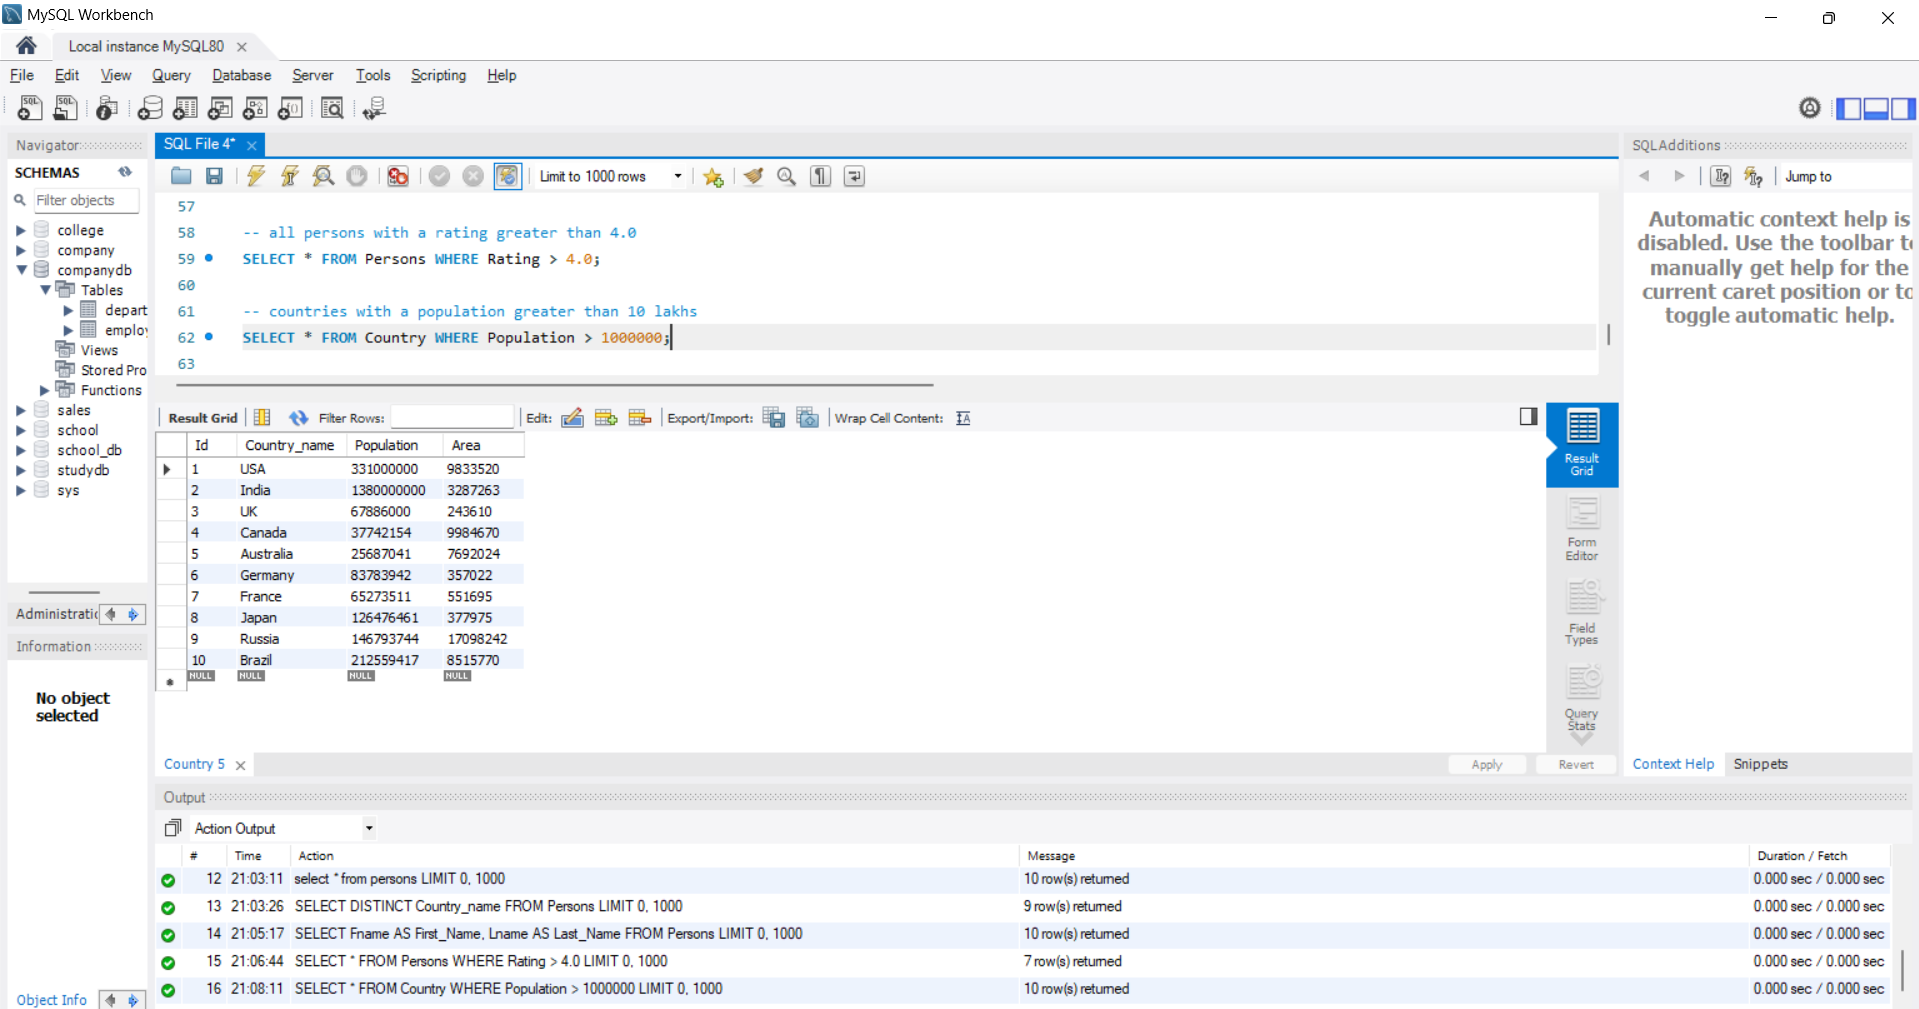 MySQL Workbench
Local instance MySQL80
File Edit View Query Database Server Tools Scripting Help
Navigator
SCHEMAS
Filter objects
college
company
companydb
Tables
depart
employ
Views
Stored Pro
Functions
sales
school
school_db
studydb
sys
Administratic
Information
No object
selected
Object Info
SQL File 4*
Limit to 1000 rows
57
58 -- all persons with a rating greater than 4.0
59 SELECT * FROM Persons WHERE Rating > 4.0;
60
61 -- countries with a population greater than 10 lakhs
62 SELECT * FROM Country WHERE Population > 1000000;
63
Result Grid Filter Rows: Edit: Export/Import: Wrap Cell Content:
Id Country_name Population Area
1 USA 331000000 9833520
2 India 1380000000 3287263
3 UK 67886000 243610
4 Canada 37742154 9984670
5 Australia 25687041 7692024
6 Germany 83783942 357022
7 France 65273511 551695
8 Japan 126476461 377975
9 Russia 146793744 17098242
10 Brazil 212559417 8515770
NULL NULL NULL NULL
Result
Grid
Form
Editor
Field
Types
Query
Stats
Country 5
Apply Revert
SQLAdditions
Jump to
Automatic context help is
disabled. Use the toolbar to
manually get help for the
current caret position or to
toggle automatic help.
Context Help Snippets
Output
Action Output
# Time Action Message Duration / Fetch
12 21:03:11 select * from persons LIMIT 0, 1000 10 row(s) returned 0.000 sec / 0.000 sec
13 21:03:26 SELECT DISTINCT Country_name FROM Persons LIMIT 0, 1000 9 row(s) returned 0.000 sec / 0.000 sec
14 21:05:17 SELECT Fname AS First_Name, Lname AS Last_Name FROM Persons LIMIT 0, 1000 10 row(s) returned 0.000 sec / 0.000 sec
15 21:06:44 SELECT * FROM Persons WHERE Rating > 4.0 LIMIT 0, 1000 7 row(s) returned 0.000 sec / 0.000 sec
16 21:08:11 SELECT * FROM Country WHERE Population > 1000000 LIMIT 0, 1000 10 row(s) returned 0.000 sec / 0.000 sec